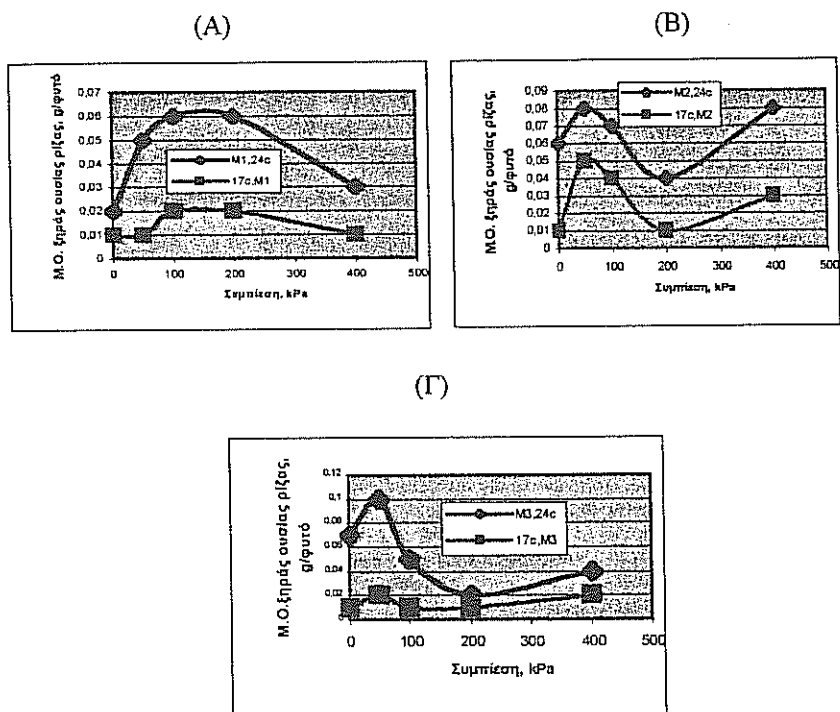 (Α)
Μ.Ο. ξηράς ουσίας ρίζας, g/φυτό
0,07
0,06
0,05
0,04
0,03
0,02
0,01
0
M1,24c
17c,M1
0 100 200 300 400 500
Συμπίεση, kPa
(Β)
Μ.Ο. ξηράς ουσίας ρίζας,
g/φυτό
0,09
0,08
0,07
0,06
0,05
0,04
0,03
0,02
0,01
0
M2,24c
17c,M2
0 100 200 300 400 500
Συμπίεση, kPa
(Γ)
Μ.Ο.ξηράς ουσίας ρίζας,
g/φυτό
0,12
0,1
0,08
0,06
0,04
0,02
0
M3,24c
17c,M3
0 100 200 300 400 500
Συμπίεση, kPa